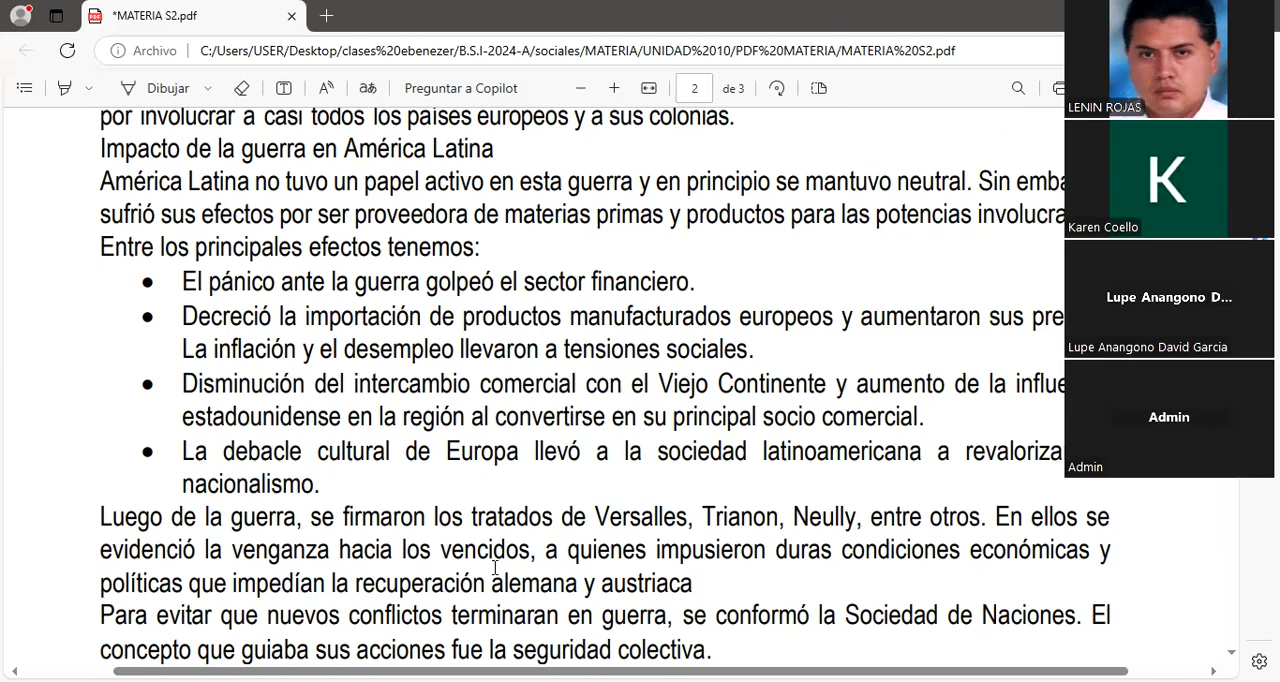 *MATERIA S2.pdf
Archivo C:/Users/USER/Desktop/clases%20ebenezer/B.S.I-2024-A/sociales/MATERIA/UNIDAD%2010/PDF%20MATERIA/MATERIA%20S2.pdf
Dibujar Preguntar a Copilot 2 de 3
por involucrar a casi todos los países europeos y a sus colonias.
Impacto de la guerra en América Latina
América Latina no tuvo un papel activo en esta guerra y en principio se mantuvo neutral. Sin emba
sufrió sus efectos por ser proveedora de materias primas y productos para las potencias involucra
Entre los principales efectos tenemos:
• El pánico ante la guerra golpeó el sector financiero.
• Decreció la importación de productos manufacturados europeos y aumentaron sus pre
La inflación y el desempleo llevaron a tensiones sociales.
• Disminución del intercambio comercial con el Viejo Continente y aumento de la influe
estadounidense en la región al convertirse en su principal socio comercial.
• La debacle cultural de Europa llevó a la sociedad latinoamericana a revaloriza
nacionalismo.
Luego de la guerra, se firmaron los tratados de Versalles, Trianon, Neully, entre otros. En ellos se
evidenció la venganza hacia los vencidos, a quienes impusieron duras condiciones económicas y
políticas que impedían la recuperación alemana y austriaca
Para evitar que nuevos conflictos terminaran en guerra, se conformó la Sociedad de Naciones. El
concepto que guiaba sus acciones fue la seguridad colectiva.
LENIN ROJAS
K
Karen Coello
Lupe Anangono D...
Lupe Anangono David Garcia
Admin
Admin